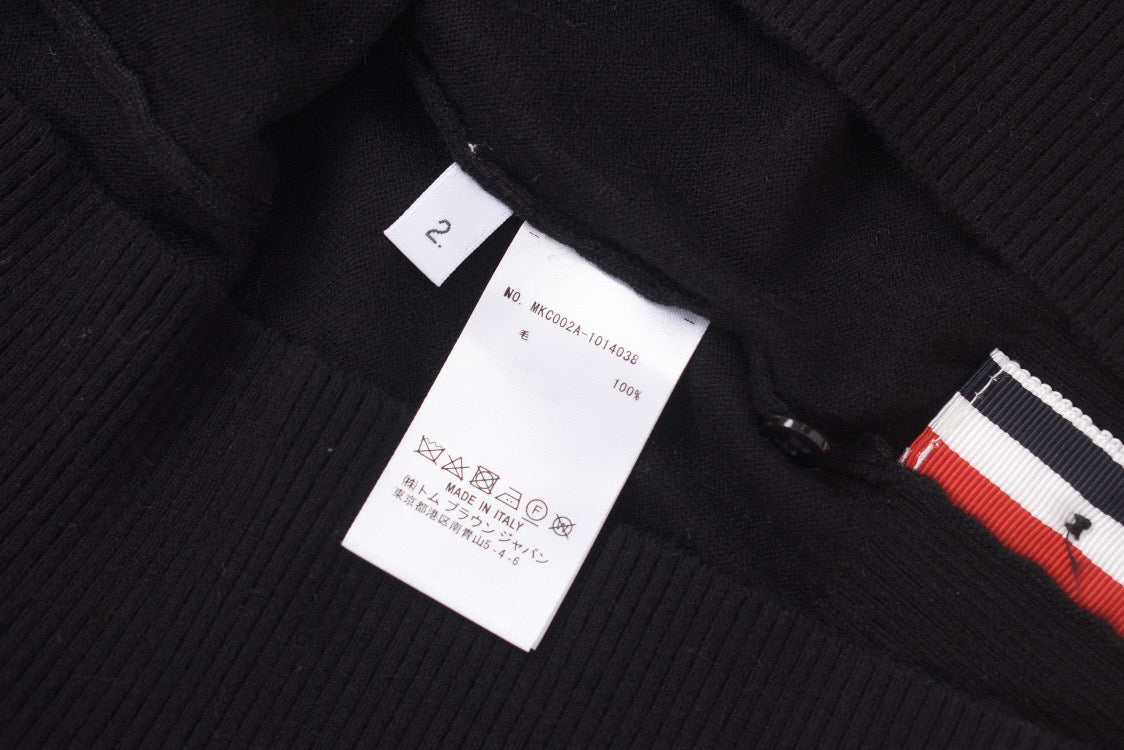 2.
NO. MKC002A-1014038
毛
100%
F
MADE IN ITALY
㈱トム ブラウン ジャパン
東京都港区南青山5-4-6